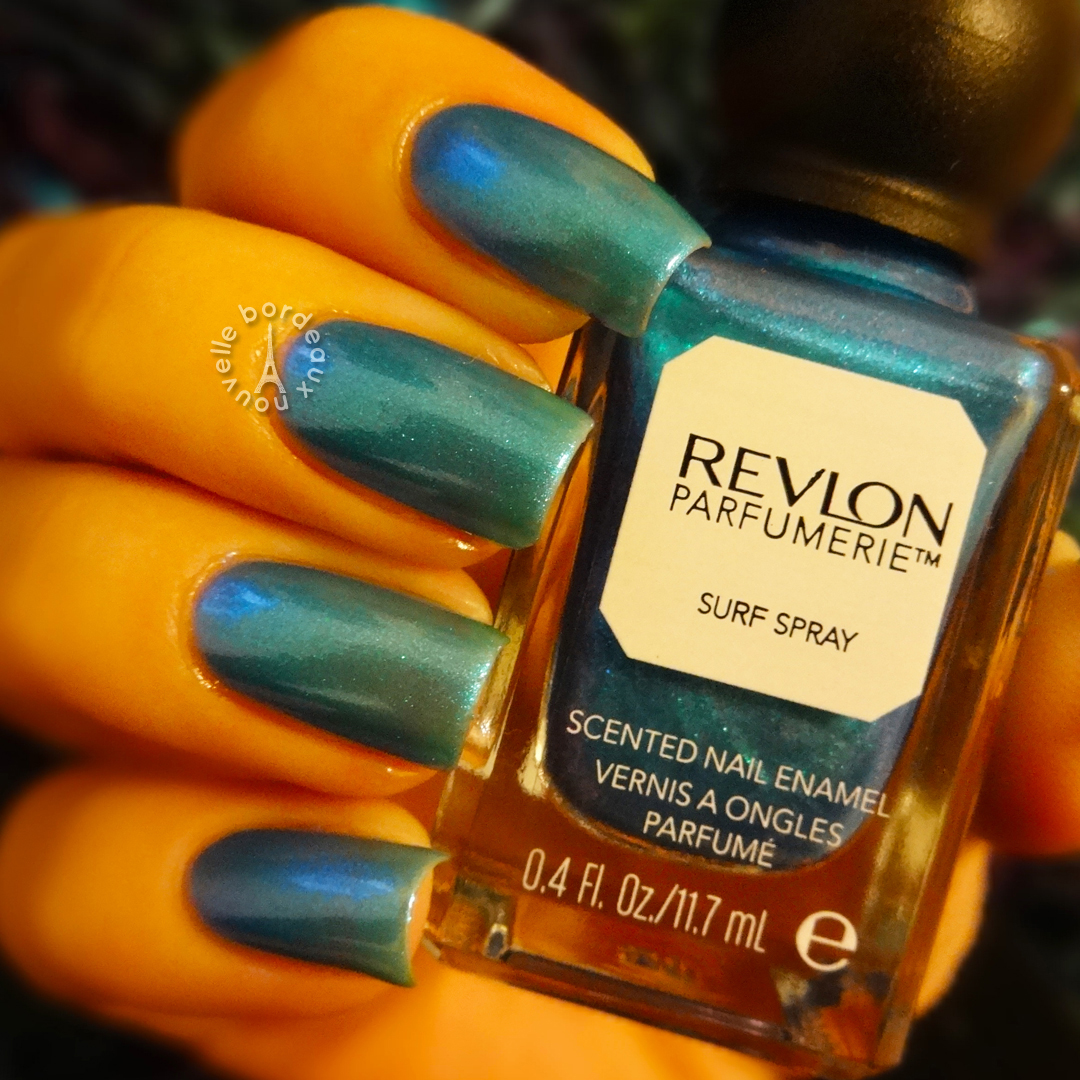 nouvelle bordeaux
REVLON
PARFUMERIE™
SURF SPRAY
SCENTED NAIL ENAMEL
VERNIS A ONGLES
PARFUMÉ
0.4 Fl. Oz./11.7 mL e